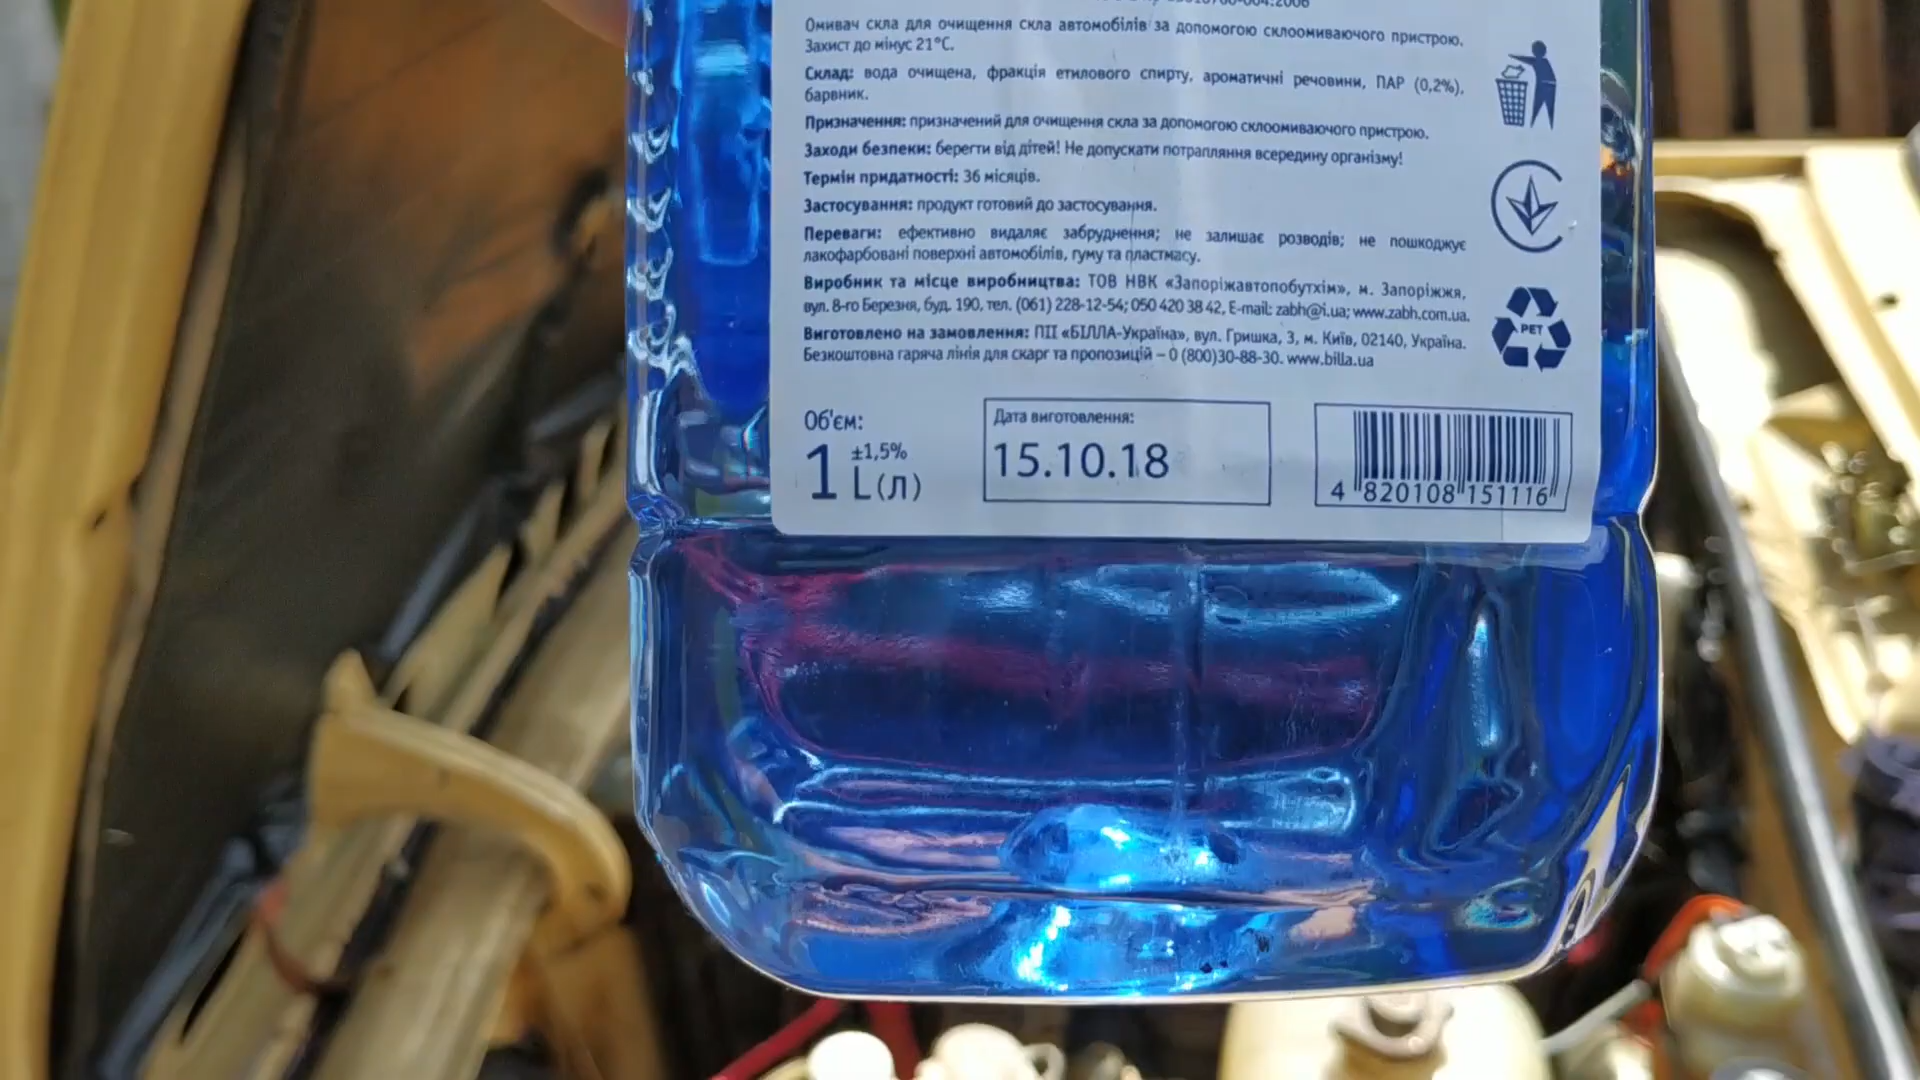 Омивач скла для очищення скла автомобілів за допомогою склоомиваючого пристрою.
Захист до мінус 21°C.
Склад: вода очищена, фракція етилового спирту, ароматичні речовини, ПАР (0,2%),
барвник.
Призначення: призначений для очищення скла за допомогою склоомиваючого пристрою.
Заходи безпеки: берегти від дітей! Не допускати потрапляння всередину організму!
Термін придатності: 36 місяців.
Застосування: продукт готовий до застосування.
Переваги: ефективно видаляє забруднення; не залишає розводів; не пошкоджує
лакофарбовані поверхні автомобілів, гуму та пластмасу.
Виробник та місце виробництва: ТОВ НВК «Запоріжавтопобутхім», м. Запоріжжя,
вул. 8-го Березня, буд. 190, тел. (061) 228-12-54; 050 420 38 42, E-mail: zabh@i.ua; www.zabh.com.ua.
Виготовлено на замовлення: ПІІ «БІЛЛА-Україна», вул. Гришка, 3, м. Київ, 02140, Україна.
Безкоштовна гаряча лінія для скарг та пропозицій – 0 (800)30-88-30. www.billa.ua
PET
Об'єм:
1 ±1,5% L(л)
Дата виготовлення:
15.10.18
4 820108 151116